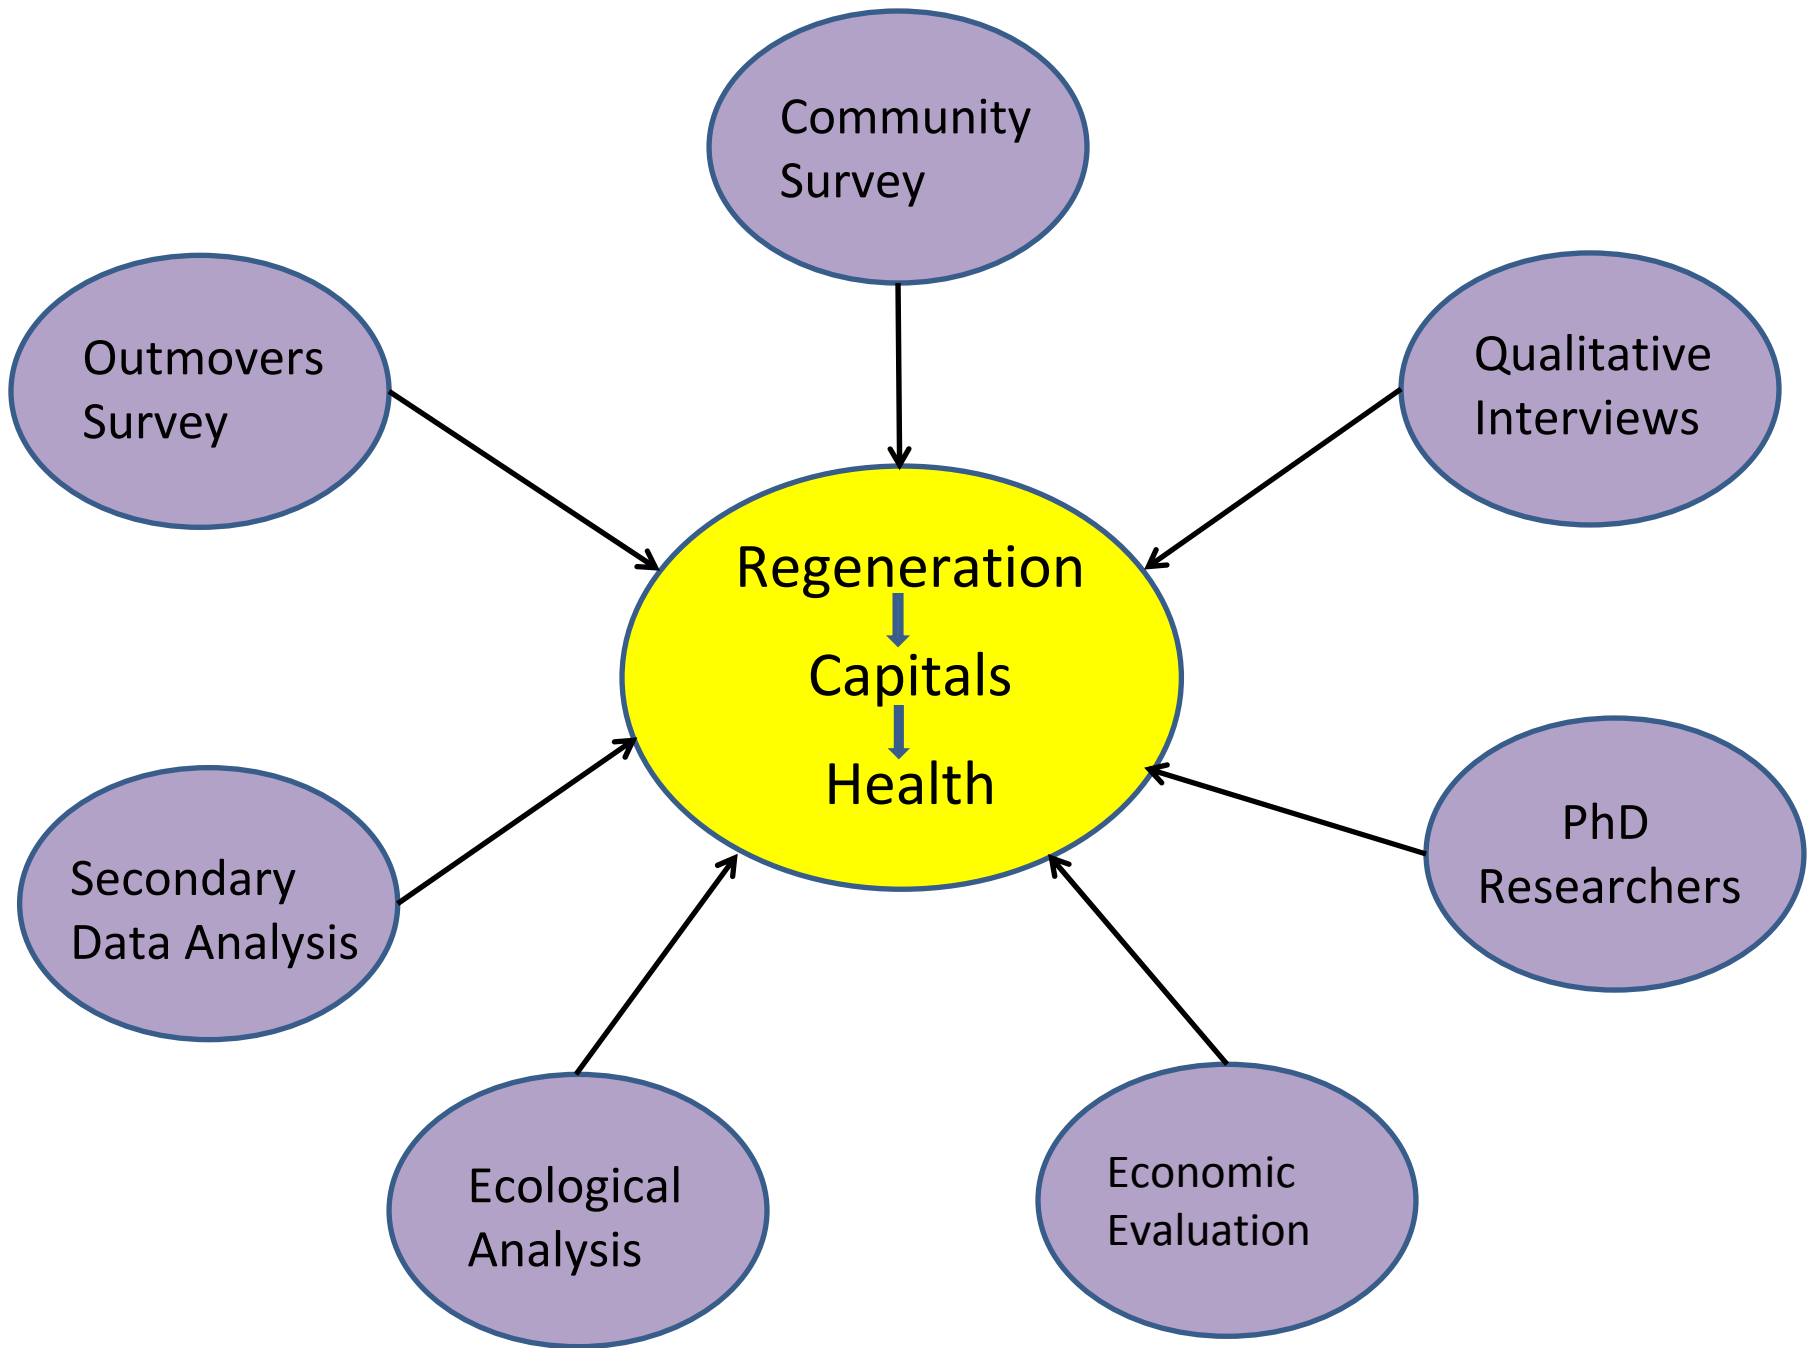 Community
Survey
Outmovers
Survey
Qualitative
Interviews
Regeneration
Capitals
Health
PhD
Researchers
Secondary
Data Analysis
Ecological
Analysis
Economic
Evaluation